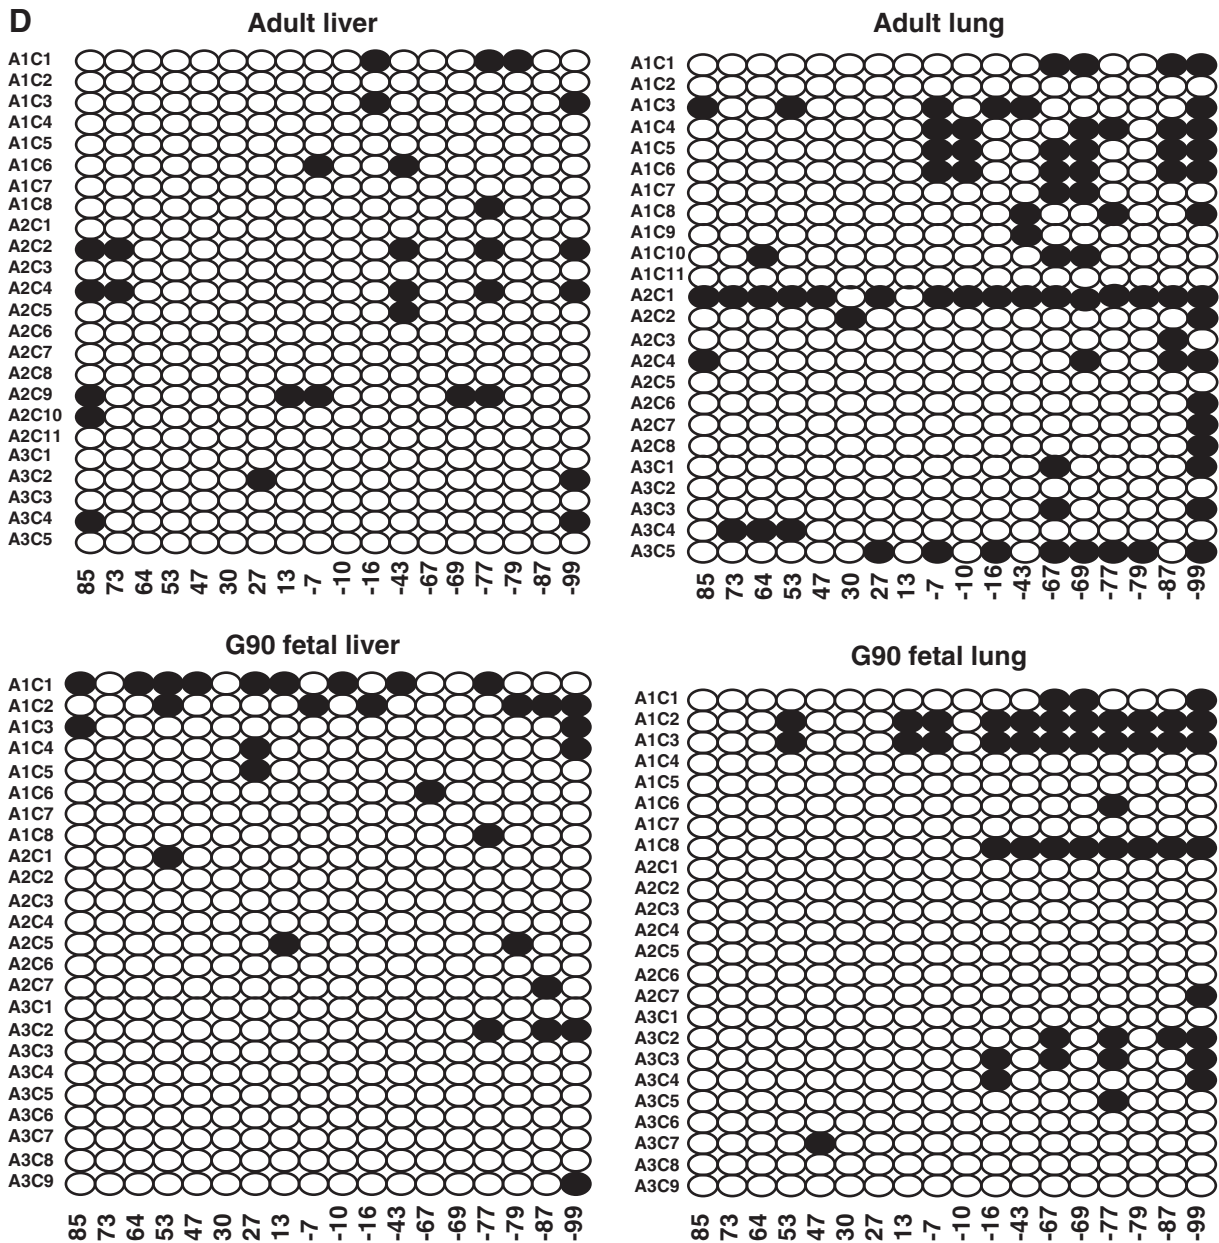 D
Adult liver
A1C1
A1C2
A1C3
A1C4
A1C5
A1C6
A1C7
A1C8
A2C1
A2C2
A2C3
A2C4
A2C5
A2C6
A2C7
A2C8
A2C9
A2C10
A2C11
A3C1
A3C2
A3C3
A3C4
A3C5
85 73 64 53 47 30 27 13 -7 -10 -16 -43 -67 -69 -77 -79 -87 -99
Adult lung
A1C1
A1C2
A1C3
A1C4
A1C5
A1C6
A1C7
A1C8
A1C9
A1C10
A1C11
A2C1
A2C2
A2C3
A2C4
A2C5
A2C6
A2C7
A2C8
A3C1
A3C2
A3C3
A3C4
A3C5
85 73 64 53 47 30 27 13 -7 -10 -16 -43 -67 -69 -77 -79 -87 -99
G90 fetal liver
A1C1
A1C2
A1C3
A1C4
A1C5
A1C6
A1C7
A1C8
A2C1
A2C2
A2C3
A2C4
A2C5
A2C6
A2C7
A3C1
A3C2
A3C3
A3C4
A3C5
A3C6
A3C7
A3C8
A3C9
85 73 64 53 47 30 27 13 -7 -10 -16 -43 -67 -69 -77 -79 -87 -99
G90 fetal lung
A1C1
A1C2
A1C3
A1C4
A1C5
A1C6
A1C7
A1C8
A2C1
A2C2
A2C3
A2C4
A2C5
A2C6
A2C7
A3C1
A3C2
A3C3
A3C4
A3C5
A3C6
A3C7
A3C8
A3C9
85 73 64 53 47 30 27 13 -7 -10 -16 -43 -67 -69 -77 -79 -87 -99